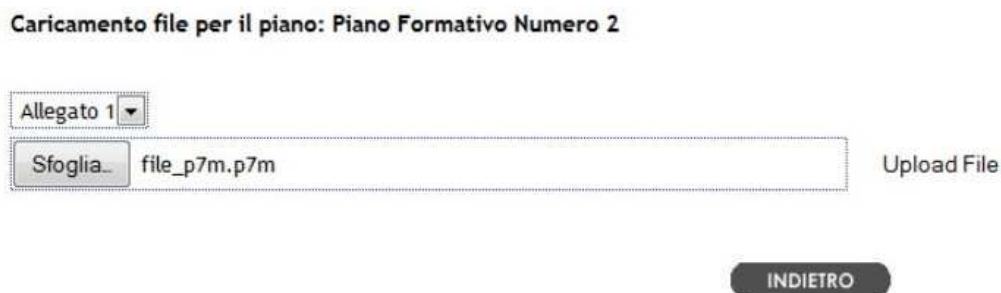 Caricamento file per il piano: Piano Formativo Numero 2
Allegato 1
Sfoglia... file_p7m.p7m Upload File
INDIETRO